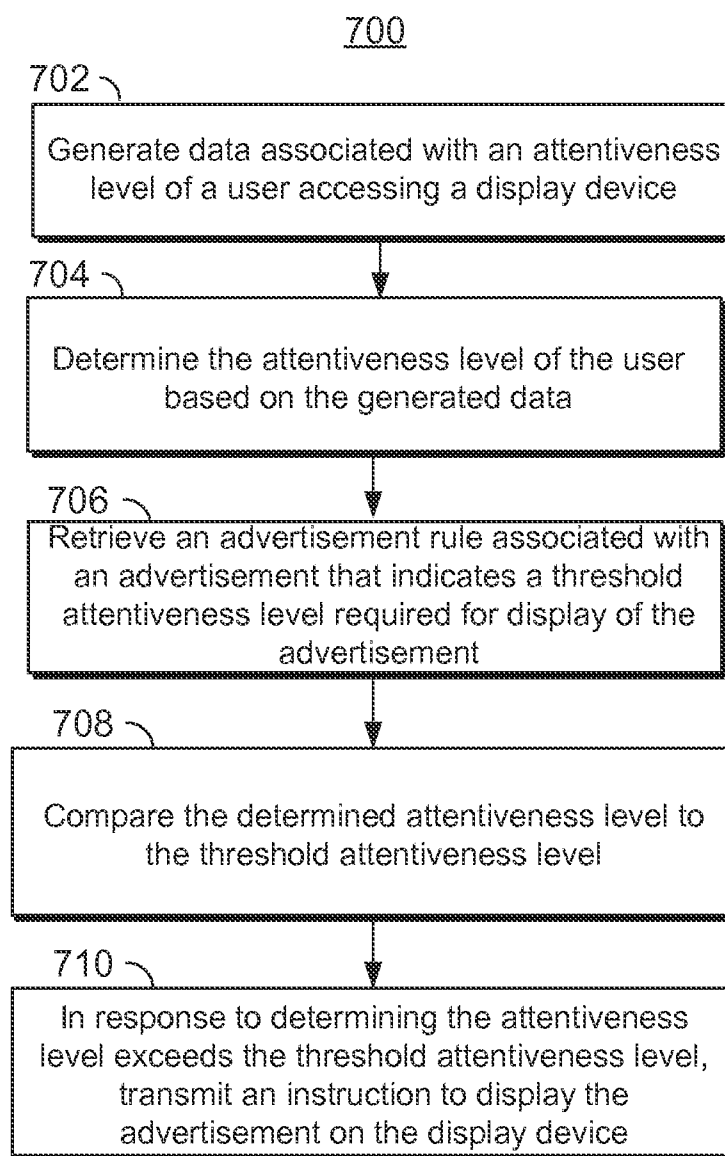 700
702
Generate data associated with an attentiveness
level of a user accessing a display device
704
Determine the attentiveness level of the user
based on the generated data
706
Retrieve an advertisement rule associated with
an advertisement that indicates a threshold
attentiveness level required for display of the
advertisement
708
Compare the determined attentiveness level to
the threshold attentiveness level
710
In response to determining the attentiveness
level exceeds the threshold attentiveness level,
transmit an instruction to display the
advertisement on the display device